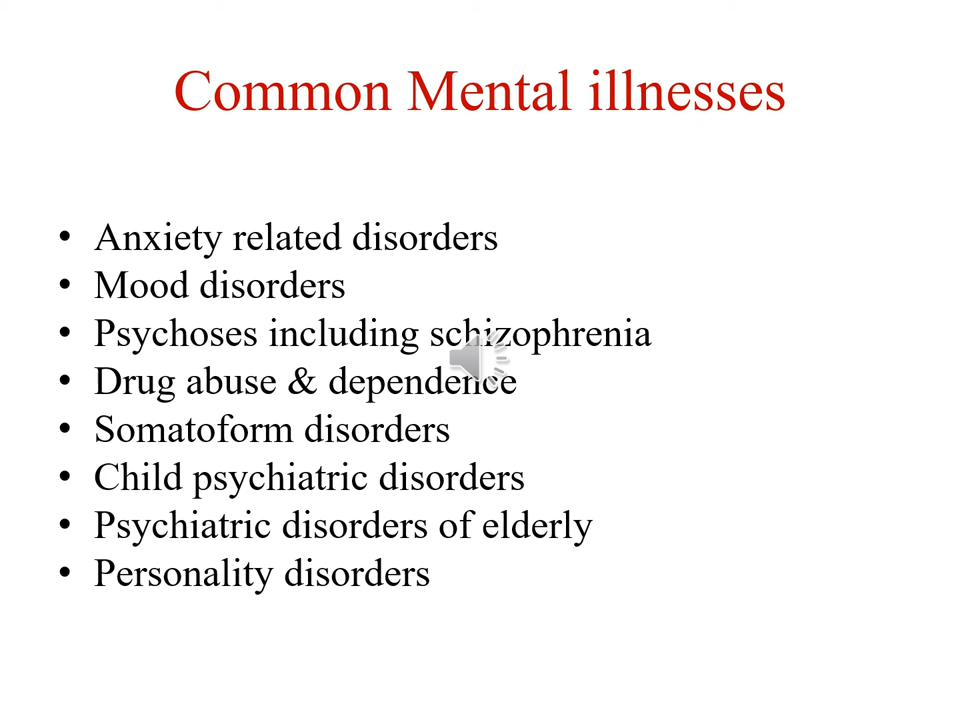 Common Mental illnesses
• Anxiety related disorders
• Mood disorders
• Psychoses including schizophrenia
• Drug abuse & dependence
• Somatoform disorders
• Child psychiatric disorders
• Psychiatric disorders of elderly
• Personality disorders